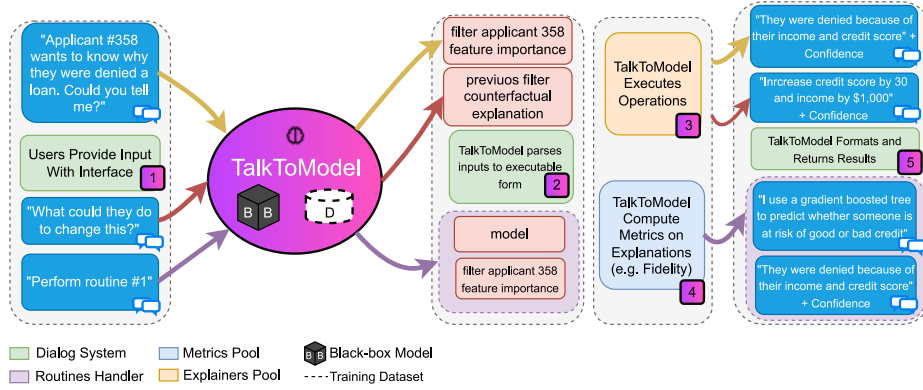 "Applicant #358
wants to know why
they were denied a
loan. Could you tell
me?"
Users Provide Input
With Interface
1
"What could they do
to change this?"
"Perform routine #1"
TalkToModel
B B
D
filter applicant 358
feature importance
previuos filter
counterfactual
explanation
TalkToModel parses
inputs to executable
form
2
model
filter applicant 358
feature importance
TalkToModel
Executes
Operations
3
TalkToModel
Compute
Metrics on
Explanations
(e.g. Fidelity)
4
"They were denied because of
their income and credit score" +
Confidence
"Inrcrease credit score by 30
and income by $1,000"
+ Confidence
TalkToModel Formats and
Returns Results
5
"I use a gradient boosted tree
to predict whether someone is
at risk of good or bad credit"
"They were denied because of
their income and credit score"
+ Confidence
Dialog System
Metrics Pool
B B
Black-box Model
Routines Handler
Explainers Pool
Training Dataset